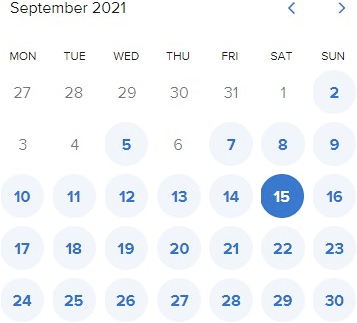 September 2021
MON TUE WED THU FRI SAT SUN
27 28 29 30 31 1 2
3 4 5 6 7 8 9
10 11 12 13 14 15 16
17 18 19 20 21 22 23
24 25 26 27 28 29 30